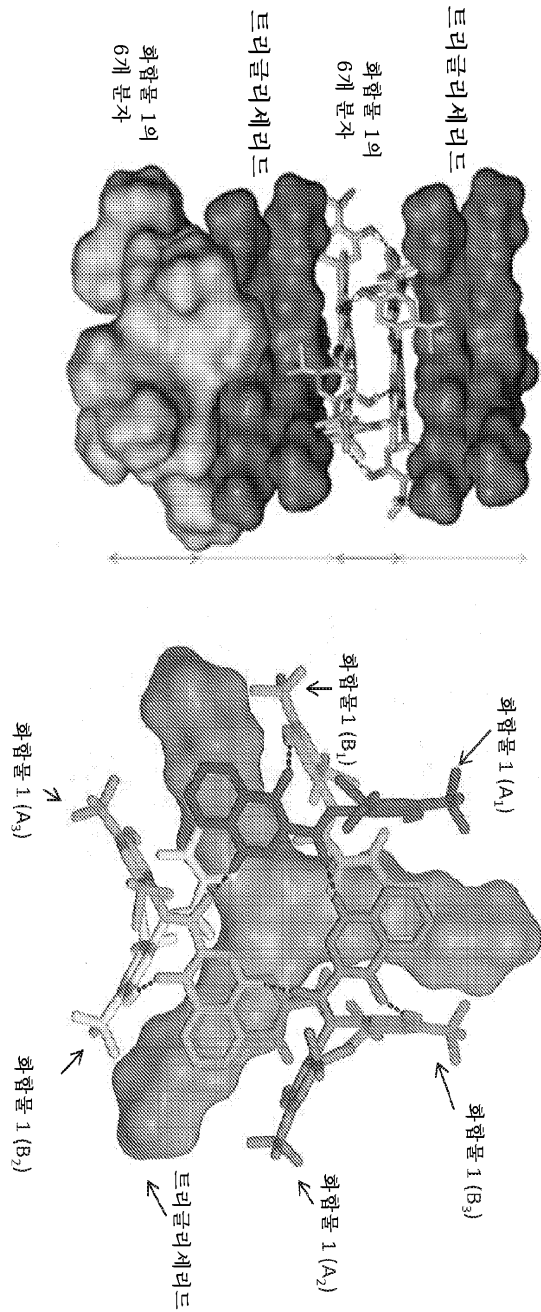 트리글리세리드
화합물 1의
6개 분자
트리글리세리드
화합물 1의
6개 분자
화합물 1 (A₁)
화합물 1 (B₃)
화합물1 (B₁)
화합물 1 (A₂)
화합물 1 (A₃)
화합물 1 (B₂)
트리글리세리드